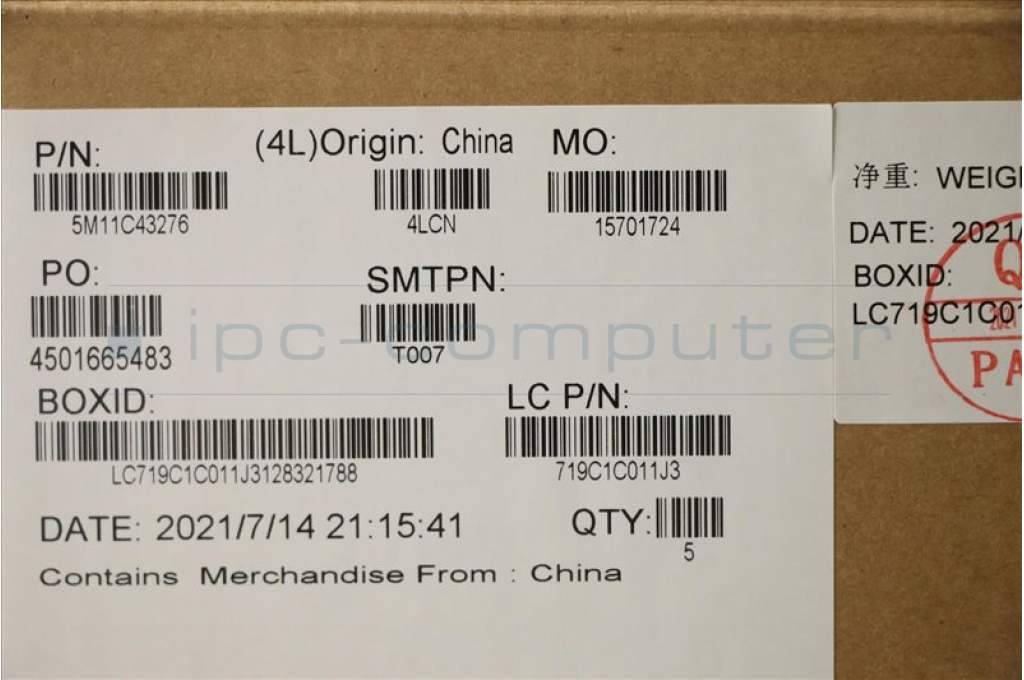 P/N:
(4L)Origin: China
MO:
5M11C43276
4LCN
15701724
PO:
SMTPN:
4501665483
T007
BOXID:
LC P/N:
LC719C1C011J3128321788
719C1C011J3
DATE: 2021/7/14 21:15:41
QTY:
5
Contains Merchandise From : China
净重: WEIG
DATE: 2021/
BOXID:
LC719C1C01
PA
ipc-computer